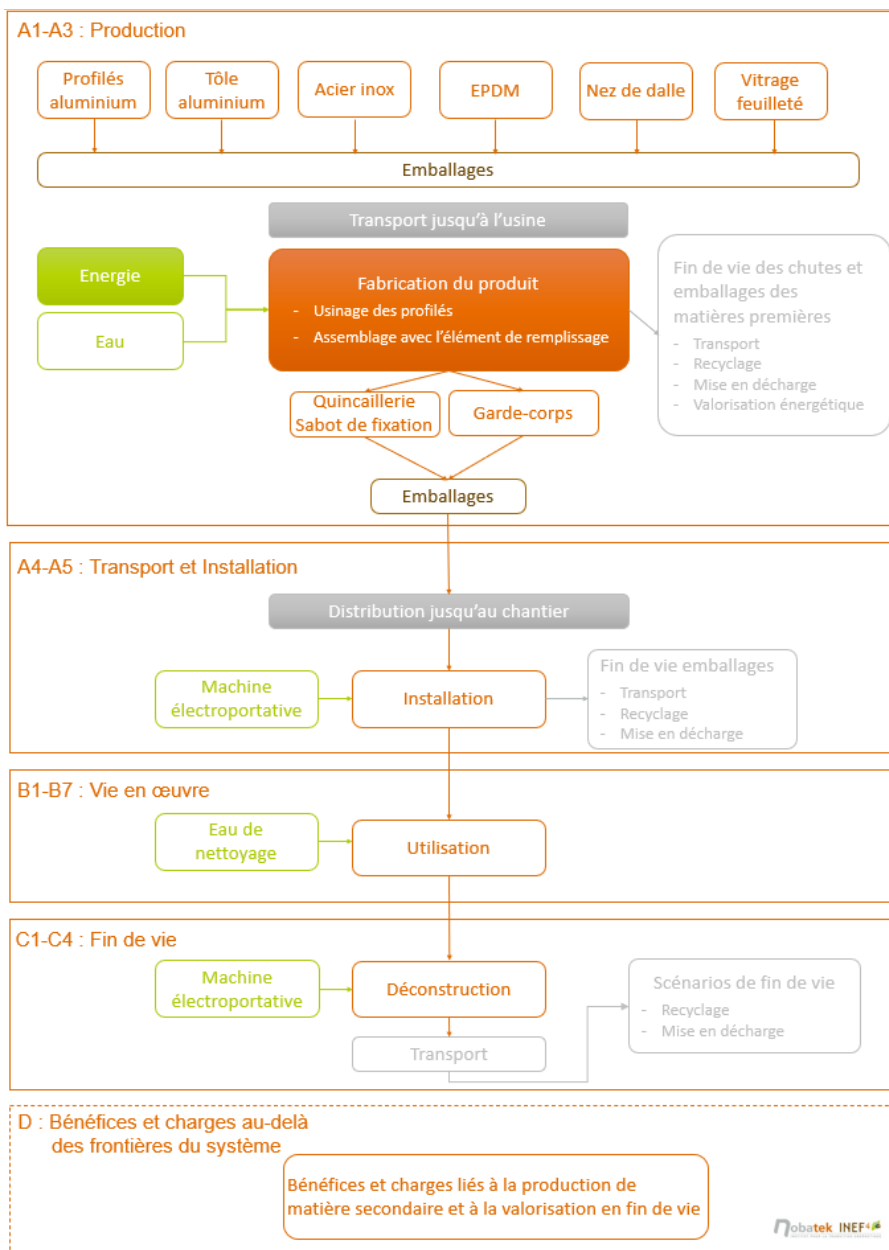 A1-A3 : Production
Profilés
aluminium
Tôle
aluminium
Acier inox
EPDM
Nez de dalle
Vitrage
feuilleté
Emballages
Transport jusqu'à l'usine
Energie
Eau
Fabrication du produit
- Usinage des profilés
- Assemblage avec l'élément de remplissage
Fin de vie des chutes et
emballages des
matières premières
- Transport
- Recyclage
- Mise en décharge
- Valorisation énergétique
Quincaillerie
Sabot de fixation
Garde-corps
Emballages
A4-A5 : Transport et Installation
Distribution jusqu'au chantier
Machine
électroportative
Installation
Fin de vie emballages
- Transport
- Recyclage
- Mise en décharge
B1-B7 : Vie en œuvre
Eau de
nettoyage
Utilisation
C1-C4 : Fin de vie
Machine
électroportative
Déconstruction
Transport
Scénarios de fin de vie
- Recyclage
- Mise en décharge
D : Bénéfices et charges au-delà
des frontières du système
Bénéfices et charges liés à la production de
matière secondaire et à la valorisation en fin de vie
nobatek INEF4